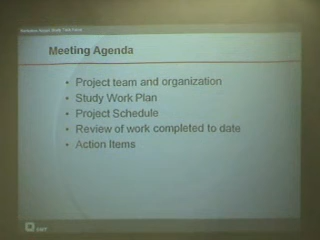 Meeting Agenda
• Project team and organization
• Study Work Plan
• Project Schedule
• Review of work completed to date
• Action Items